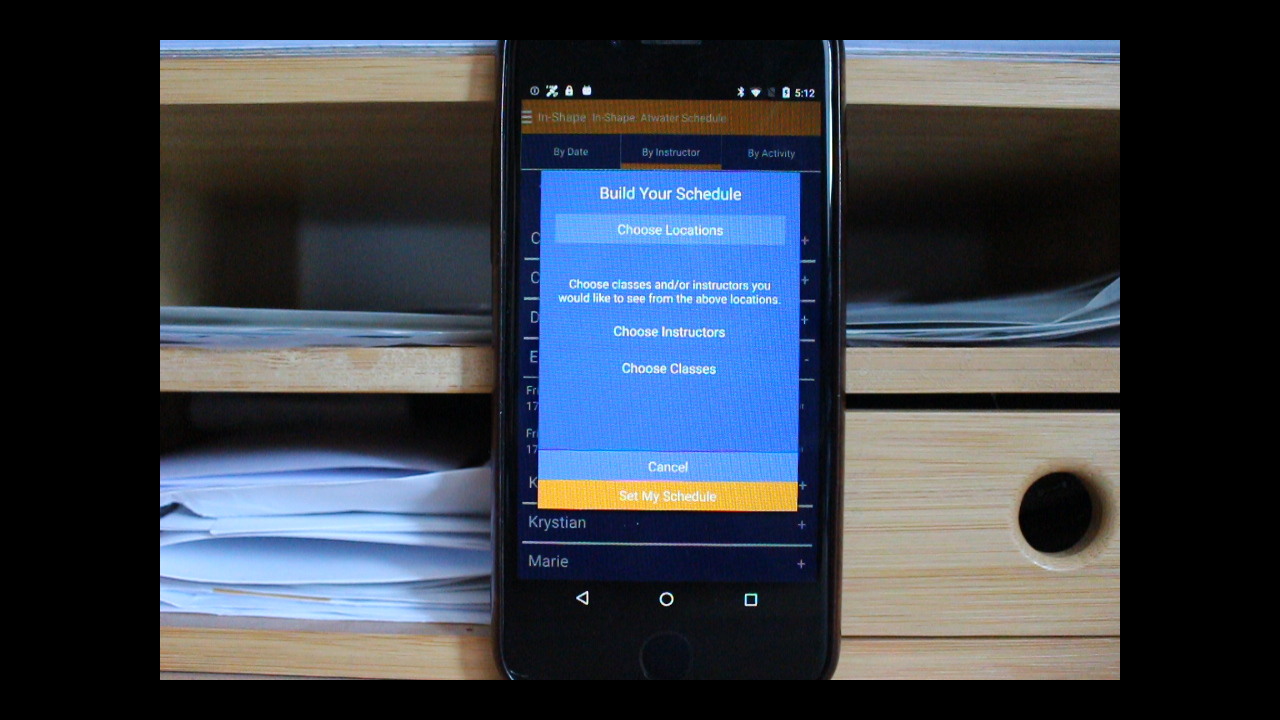 5:12
In-Shape In-Shape: Atwater Schedule
By Date By Instructor By Activity
Build Your Schedule
Choose Locations
C +
C +
Choose classes and/or instructors you
would like to see from the above locations.
D +
Choose Instructors
E -
Choose Classes
Fri
17
Fri
17
Cancel
K +
Set My Schedule
Krystian +
Marie +